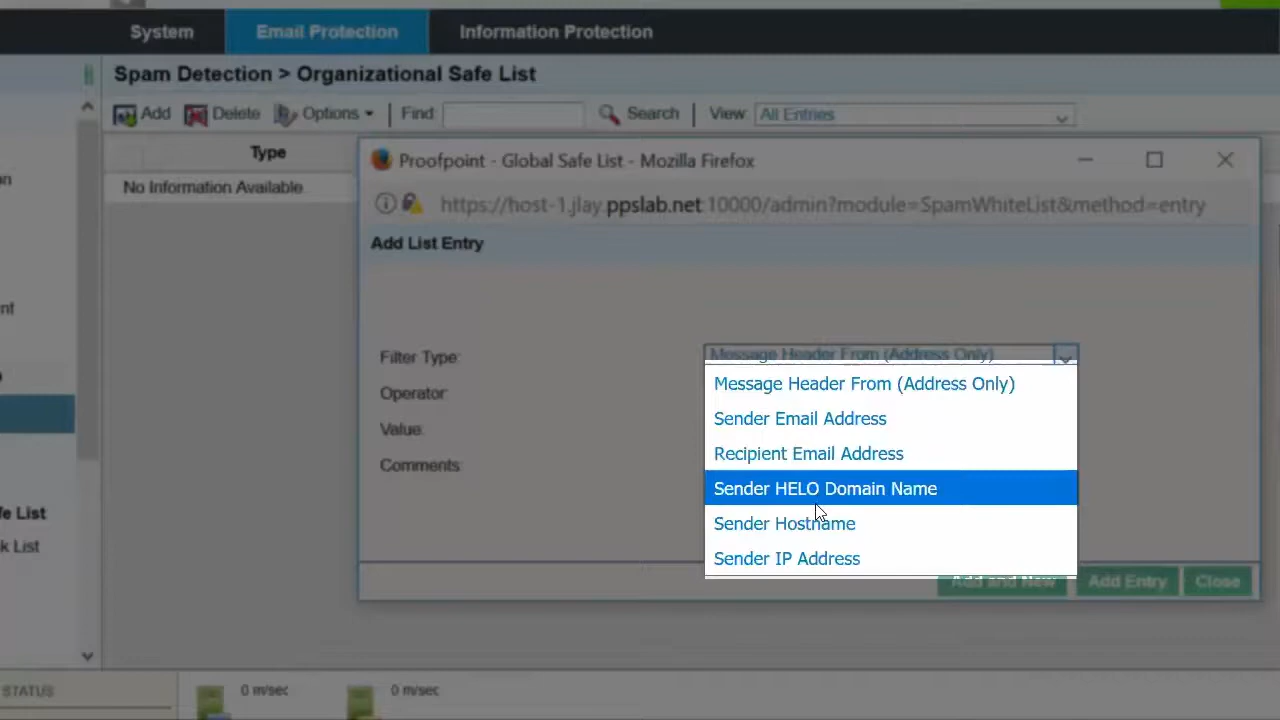 System Email Protection Information Protection
Spam Detection > Organizational Safe List
Add Delete Options Find: Search View: All Entries
Type
No Information Available
Proofpoint - Global Safe List - Mozilla Firefox
https://host-1.jlay.ppslab.net:10000/admin?module=SpamWhiteList&method=entry
Add List Entry
Filter Type:
Message Header From (Address Only)
Operator:
Value:
Comments:
Message Header From (Address Only)
Sender Email Address
Recipient Email Address
Sender HELO Domain Name
Sender Hostname
Sender IP Address
Add and New Add Entry Close
fe List
k List
STATUS
0 m/sec 0 m/sec